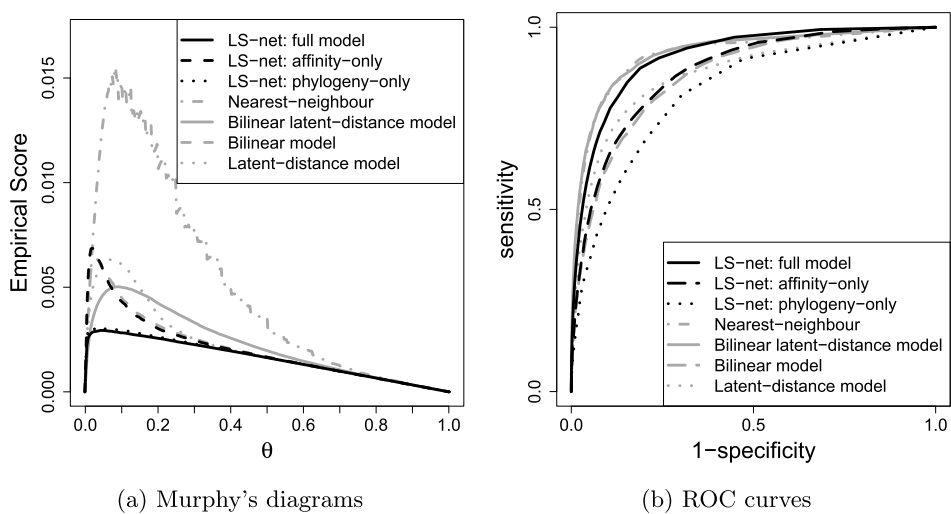 Empirical Score
0.000
0.005
0.010
0.015
LS−net: full model
LS−net: affinity−only
LS−net: phylogeny−only
Nearest−neighbour
Bilinear latent−distance model
Bilinear model
Latent−distance model
0.0 0.2 0.4 0.6 0.8 1.0
θ
(a) Murphy's diagrams
sensitivity
0.0
0.5
1.0
LS−net: full model
LS−net: affinity−only
LS−net: phylogeny−only
Nearest−neighbour
Bilinear latent−distance model
Bilinear model
Latent−distance model
0.0 0.5 1.0
1−specificity
(b) ROC curves